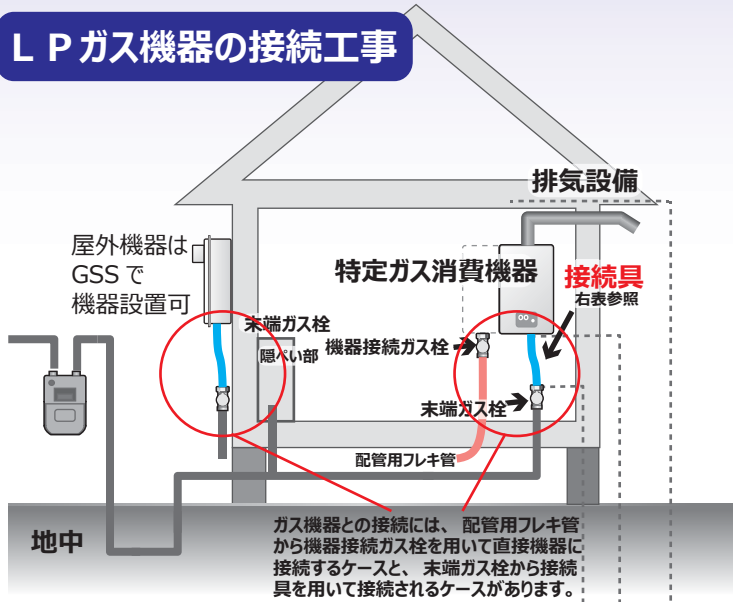 ＬＰガス機器の接続工事
排気設備
屋外機器は
GSSで
機器設置可
特定ガス消費機器
接続具
右表参照
末端ガス栓
隠ぺい部
機器接続ガス栓
末端ガス栓
配管用フレキ管
地中
ガス機器との接続には、配管用フレキ管
から機器接続ガス栓を用いて直接機器に
接続するケースと、末端ガス栓から接続
具を用いて接続されるケースがあります。